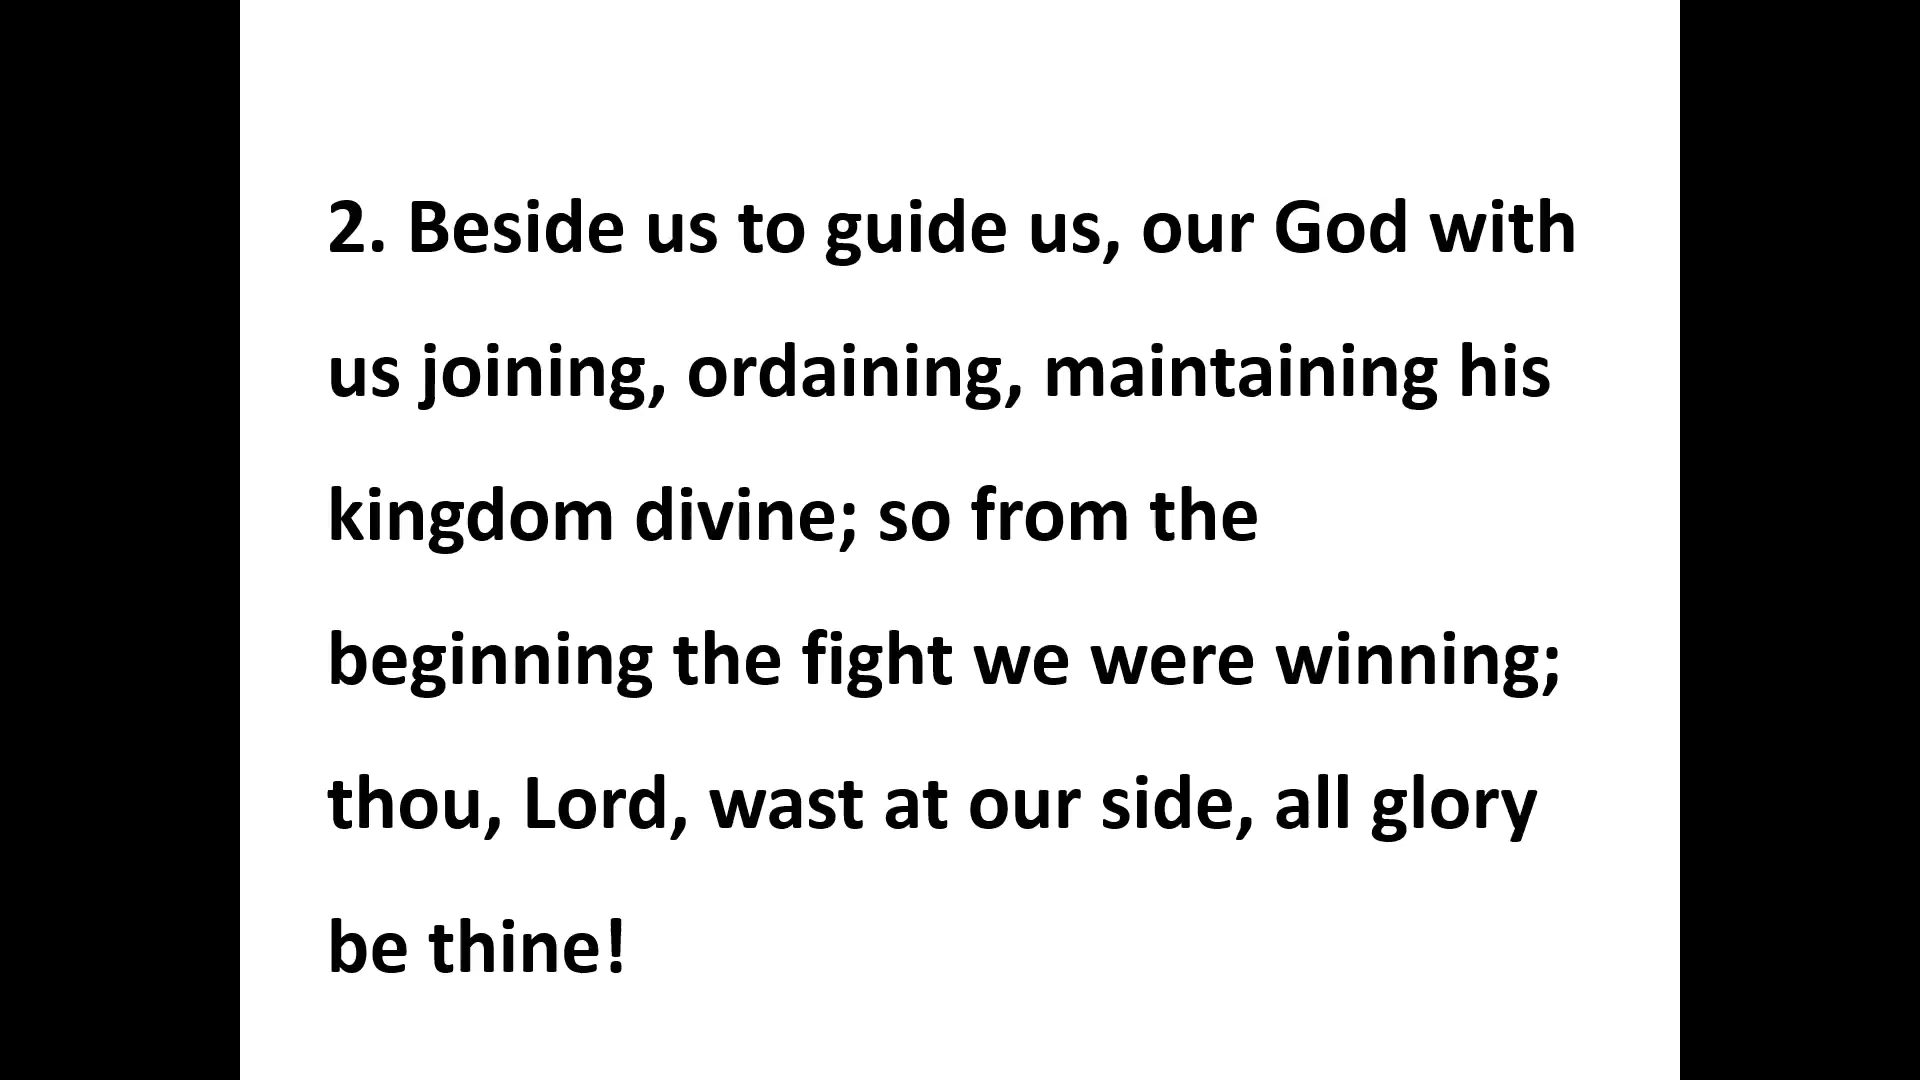 2. Beside us to guide us, our God with
us joining, ordaining, maintaining his
kingdom divine; so from the
beginning the fight we were winning;
thou, Lord, wast at our side, all glory
be thine!